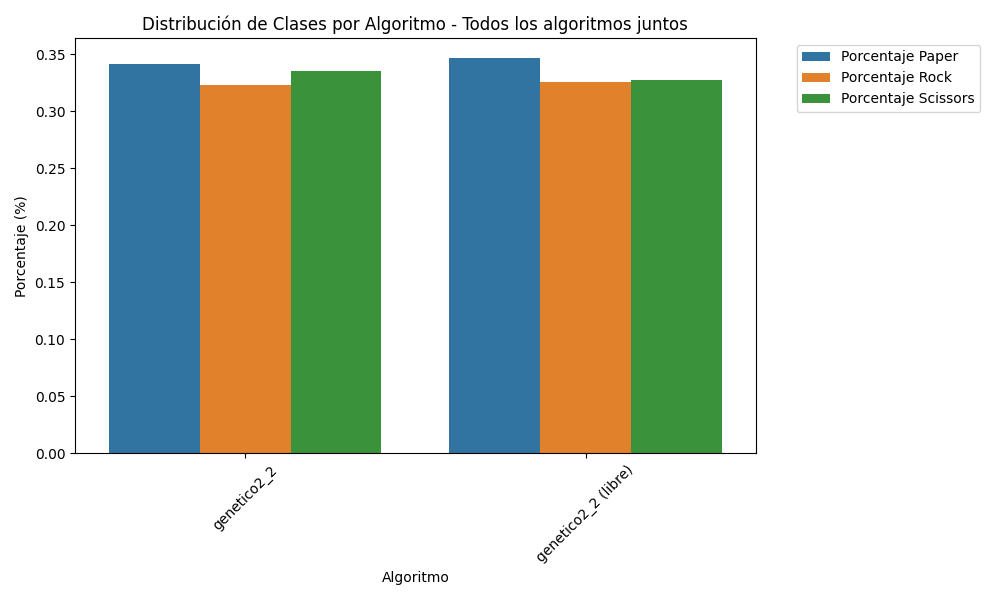 Distribución de Clases por Algoritmo - Todos los algoritmos juntos
Porcentaje Paper
Porcentaje Rock
Porcentaje Scissors
Porcentaje (%)
0.35
0.30
0.25
0.20
0.15
0.10
0.05
0.00
genetico2_2
genetico2_2 (libre)
Algoritmo